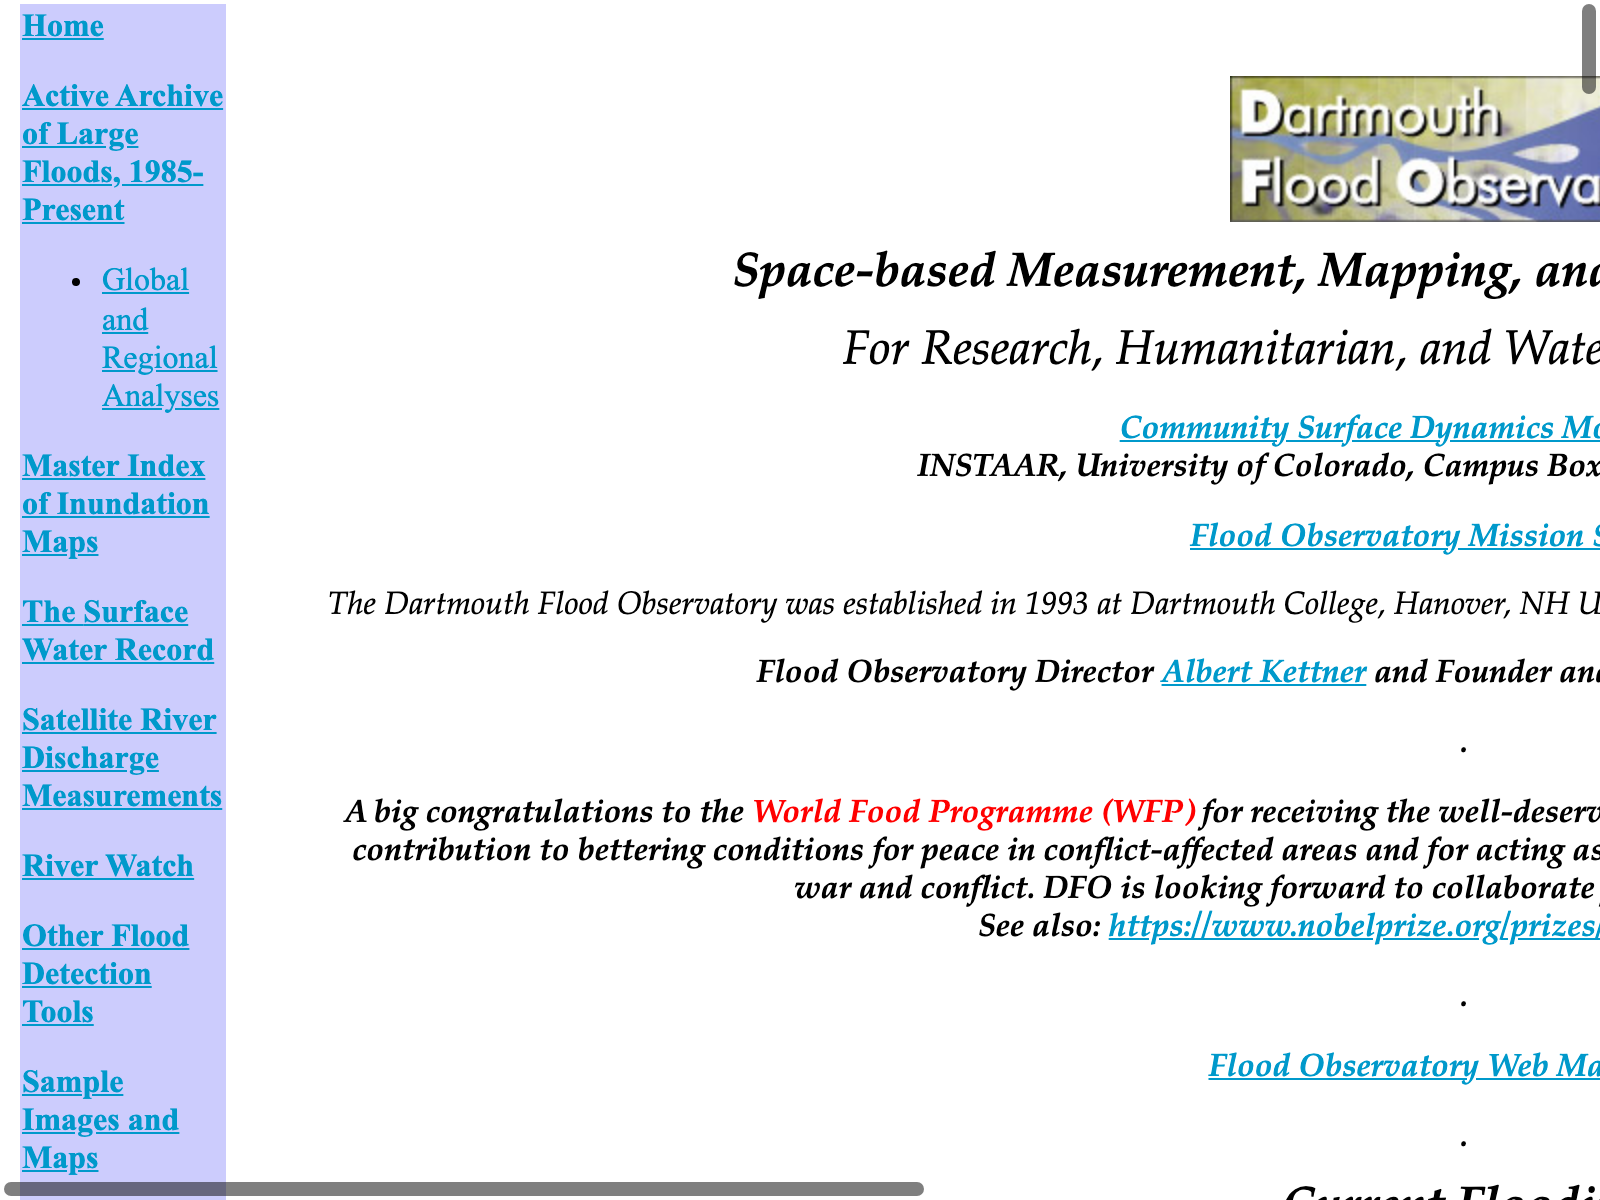 Home
Active Archive
of Large
Floods, 1985-
Present
Global
and
Regional
Analyses
Master Index
of Inundation
Maps
The Surface
Water Record
Satellite River
Discharge
Measurements
River Watch
Other Flood
Detection
Tools
Sample
Images and
Maps
Dartmouth
Flood Observa
Space-based Measurement, Mapping, and
For Research, Humanitarian, and Wate
Community Surface Dynamics Mo
INSTAAR, University of Colorado, Campus Box
Flood Observatory Mission S
The Dartmouth Flood Observatory was established in 1993 at Dartmouth College, Hanover, NH U
Flood Observatory Director Albert Kettner and Founder and
.
A big congratulations to the World Food Programme (WFP) for receiving the well-deserv
contribution to bettering conditions for peace in conflict-affected areas and for acting as
war and conflict. DFO is looking forward to collaborate
See also: https://www.nobelprize.org/prizes/
.
Flood Observatory Web Ma
.
Current Floodi